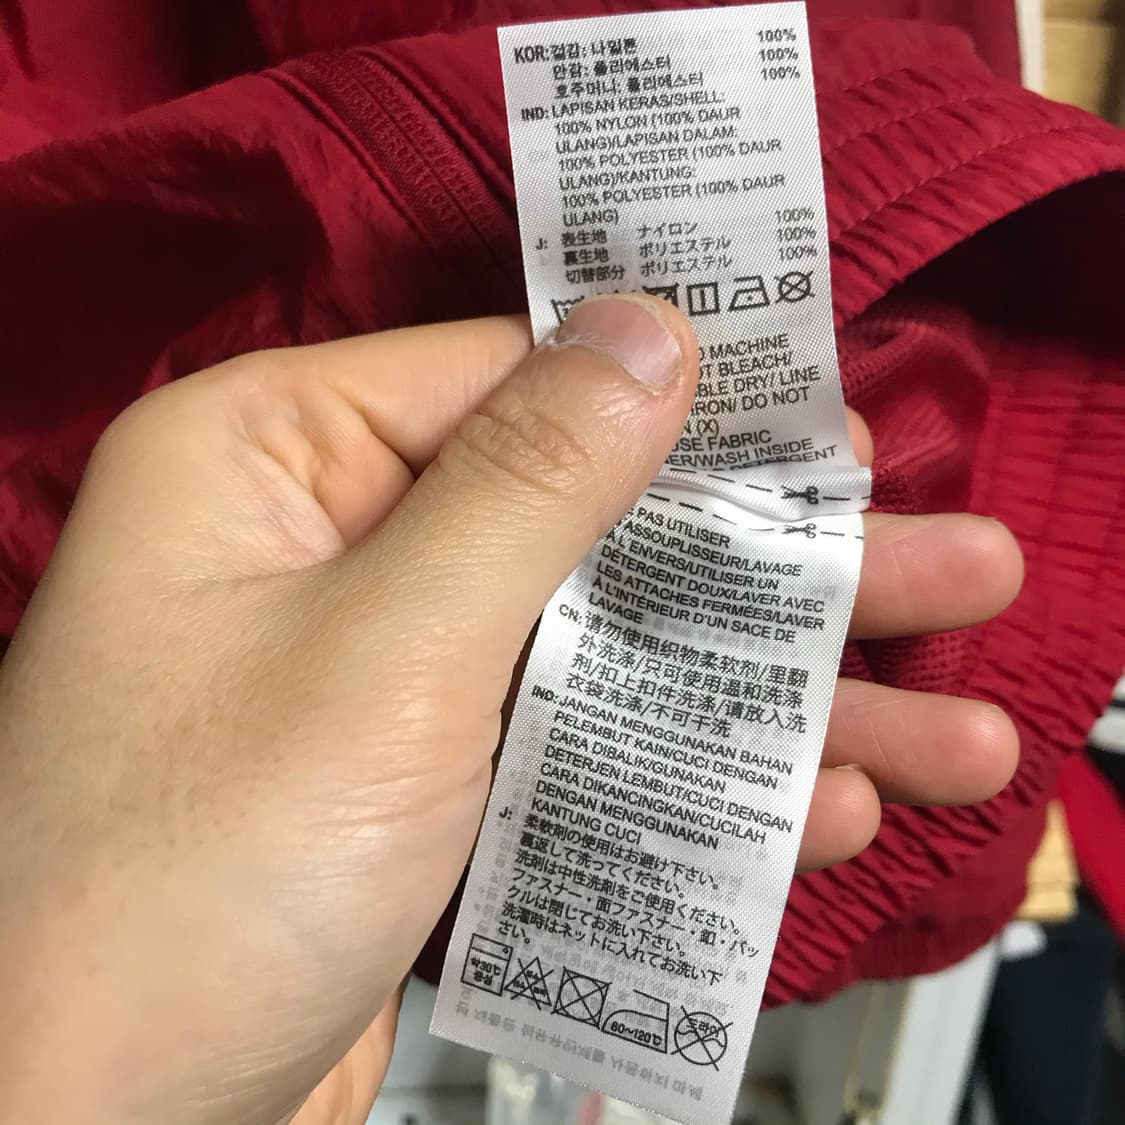 KOR: 겉감: 나일론 100%
안감: 폴리에스터 100%
호주머니: 폴리에스터 100%
IND: LAPISAN KERAS/SHELL:
100% NYLON (100% DAUR
ULANG)/LAPISAN DALAM:
100% POLYESTER (100% DAUR
ULANG)/KANTUNG:
100% POLYESTER (100% DAUR
ULANG)
J: 表生地 ナイロン 100%
裏生地 ポリエステル 100%
切替部分 ポリエステル 100%
MACHINE
BLEACH/
DRY/ LINE
IRON/ DO NOT
(X)
USE FABRIC
WASH INSIDE
DETERGENT
PAS UTILISER
ASSOUPLISSEUR/LAVAGE
À L'ENVERS/UTILISER UN
DÉTERGENT DOUX/LAVER AVEC
LES ATTACHES FERMÉES/LAVER
À L'INTÉRIEUR D'UN SAC DE
LAVAGE
CN: 请勿使用织物柔软剂/里翻
外洗涤/只可使用温和洗涤
剂/扣上扣件洗涤/请放入洗
衣袋洗涤/不可干洗
IND: JANGAN MENGGUNAKAN BAHAN
PELEMBUT KAIN/CUCI DENGAN
CARA DIBALIK/GUNAKAN
DETERJEN LEMBUT/CUCI DENGAN
CARA DIKANCINGKAN/CUCILAH
DENGAN MENGGUNAKAN
KANTUNG CUCI
J: 柔軟剤の使用はお避け下さい。
裏返して洗ってください。
洗剤は中性洗剤をご使用ください。
ファスナー・面ファスナー・釦・バッ
クルは閉じてお洗い下さい。
洗濯時はネットに入れてお洗い下
さい。
약30℃
중성
60~120℃
드라이